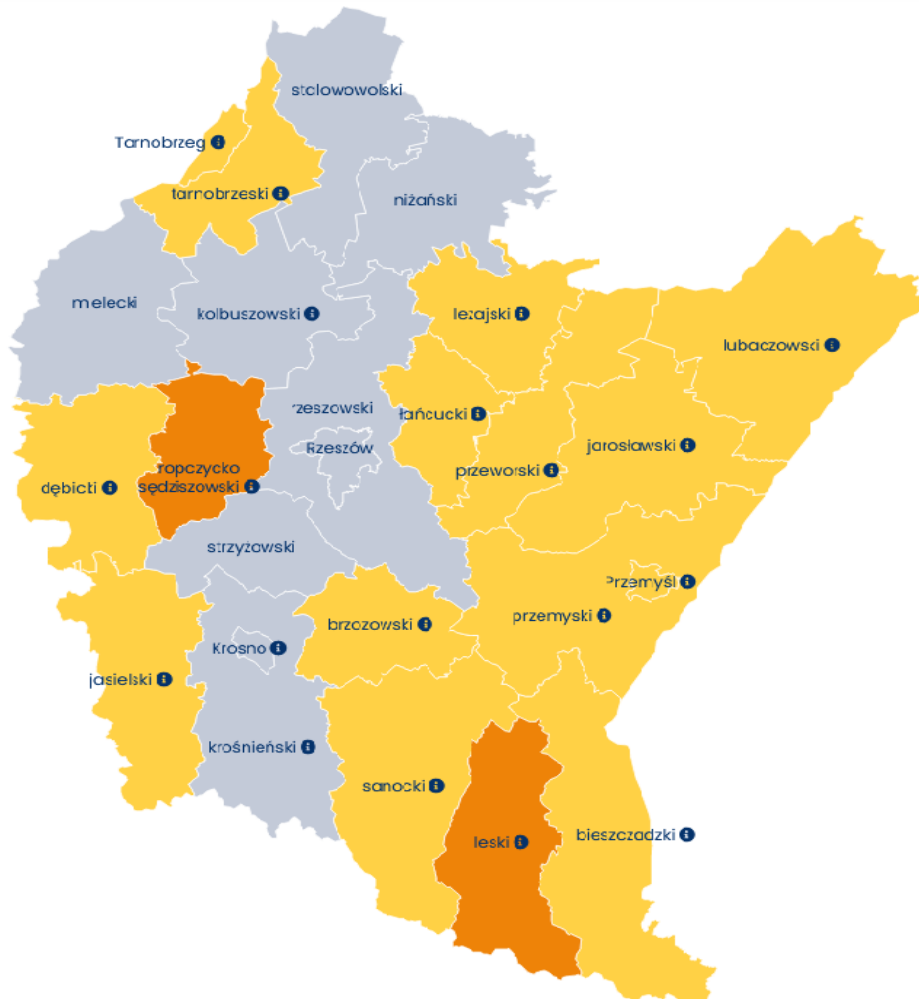 stalowowolski
Tarnobrzeg
tarnobrzeski
niżański
mielecki
kolbuszowski
leżajski
lubaczowski
rzeszowski
łańcucki
Rzeszów
jarosławski
przeworski
ropczycko
sędziszowski
dębicki
strzyżowski
Przemyśl
przemyski
brzozowski
Krosno
jasielski
krośnieński
sanocki
leski
bieszczadzki